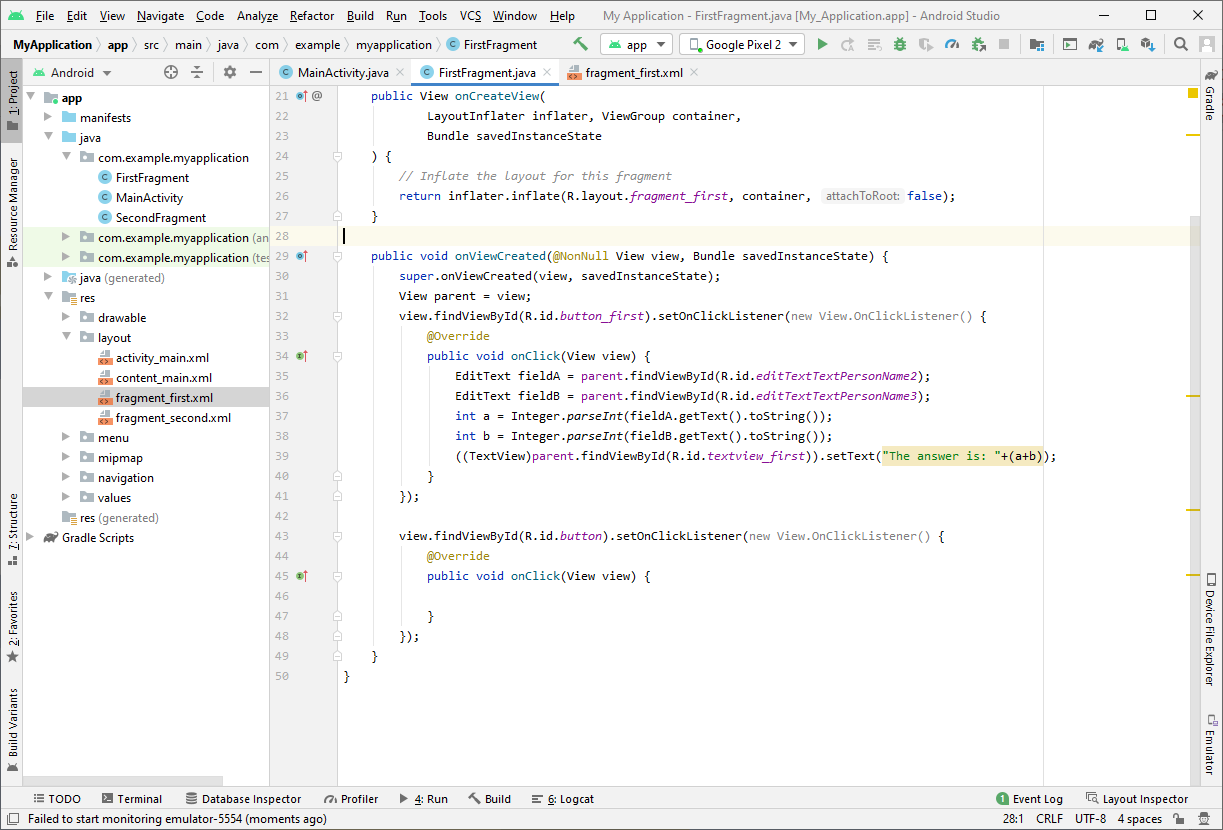 File Edit View Navigate Code Analyze Refactor Build Run Tools VCS Window Help My Application - FirstFragment.java [My_Application.app] - Android Studio
MyApplication app src main java com example myapplication FirstFragment app Google Pixel 2
Android MainActivity.java FirstFragment.java fragment_first.xml
1: Project
Resource Manager
7: Structure
2: Favorites
Build Variants
app
manifests
java
com.example.myapplication
FirstFragment
MainActivity
SecondFragment
com.example.myapplication (an
com.example.myapplication (tes
java (generated)
res
drawable
layout
activity_main.xml
content_main.xml
fragment_first.xml
fragment_second.xml
menu
mipmap
navigation
values
res (generated)
Gradle Scripts
21 @ public View onCreateView(
22 LayoutInflater inflater, ViewGroup container,
23 Bundle savedInstanceState
24 ) {
25 // Inflate the layout for this fragment
26 return inflater.inflate(R.layout.fragment_first, container, attachToRoot: false);
27 }
28
29 public void onViewCreated(@NonNull View view, Bundle savedInstanceState) {
30 super.onViewCreated(view, savedInstanceState);
31 View parent = view;
32 view.findViewById(R.id.button_first).setOnClickListener(new View.OnClickListener() {
33 @Override
34 public void onClick(View view) {
35 EditText fieldA = parent.findViewById(R.id.editTextTextPersonName2);
36 EditText fieldB = parent.findViewById(R.id.editTextTextPersonName3);
37 int a = Integer.parseInt(fieldA.getText().toString());
38 int b = Integer.parseInt(fieldB.getText().toString());
39 ((TextView)parent.findViewById(R.id.textview_first)).setText("The answer is: "+(a+b));
40 }
41 });
42
43 view.findViewById(R.id.button).setOnClickListener(new View.OnClickListener() {
44 @Override
45 public void onClick(View view) {
46
47 }
48 });
49 }
50 }
Gradle
Device File Explorer
Emulator
TODO Terminal Database Inspector Profiler 4: Run Build 6: Logcat 1 Event Log Layout Inspector
Failed to start monitoring emulator-5554 (moments ago) 28:1 CRLF UTF-8 4 spaces